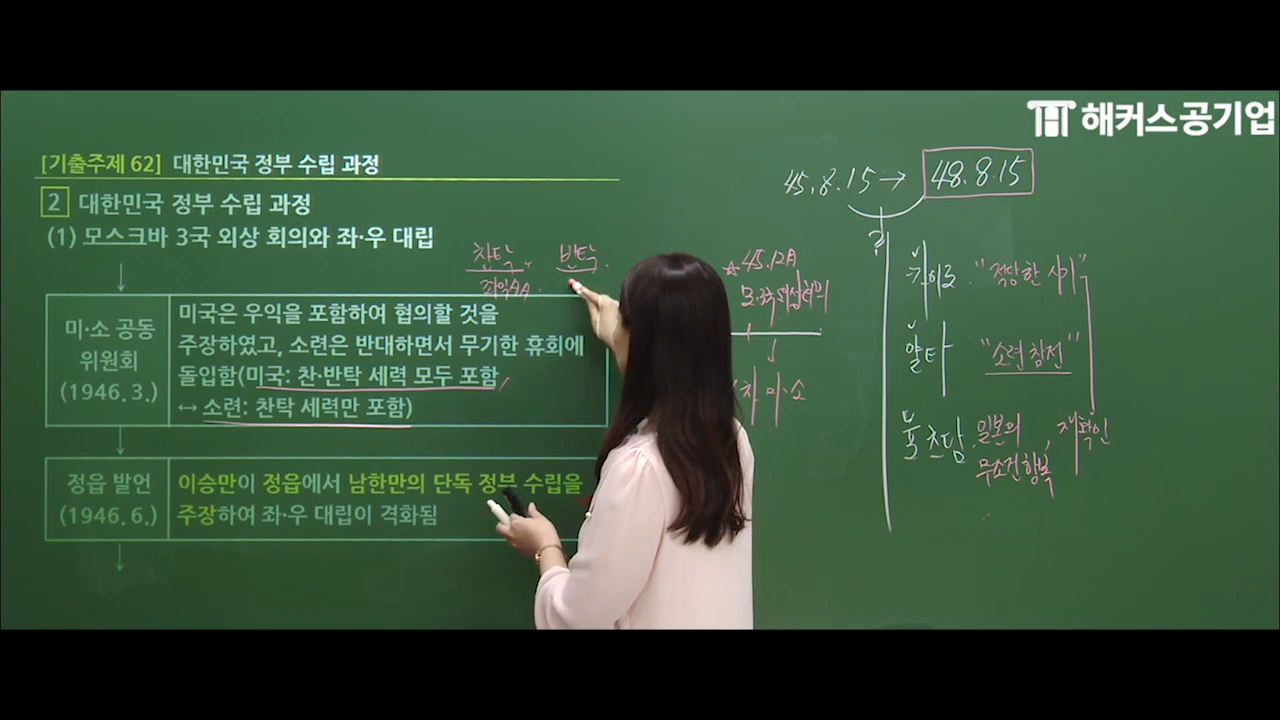 해커스공기업
[기출주제 62] 대한민국 정부 수립 과정
2 대한민국 정부 수립 과정
(1) 모스크바 3국 외상 회의와 좌·우 대립
↓
미·소 공동
위원회
(1946. 3.)
미국은 우익을 포함하여 협의할 것을
주장하였고, 소련은 반대하면서 무기한 휴회에
돌입함(미국: 찬·반탁 세력 모두 포함
↔ 소련: 찬탁 세력만 포함)
↓
정읍 발언
(1946. 6.)
이승만이 정읍에서 남한만의 단독 정부 수립을
주장하여 좌·우 대립이 격화됨
↓
찬탁 반탁
좌익
☆45.12月
↓
미 소
45.8.15 → 48.8.15
?
카이로 "적당한 시기"
얄타 "소련참전"
포츠담 일본의 재확인
무조건항복